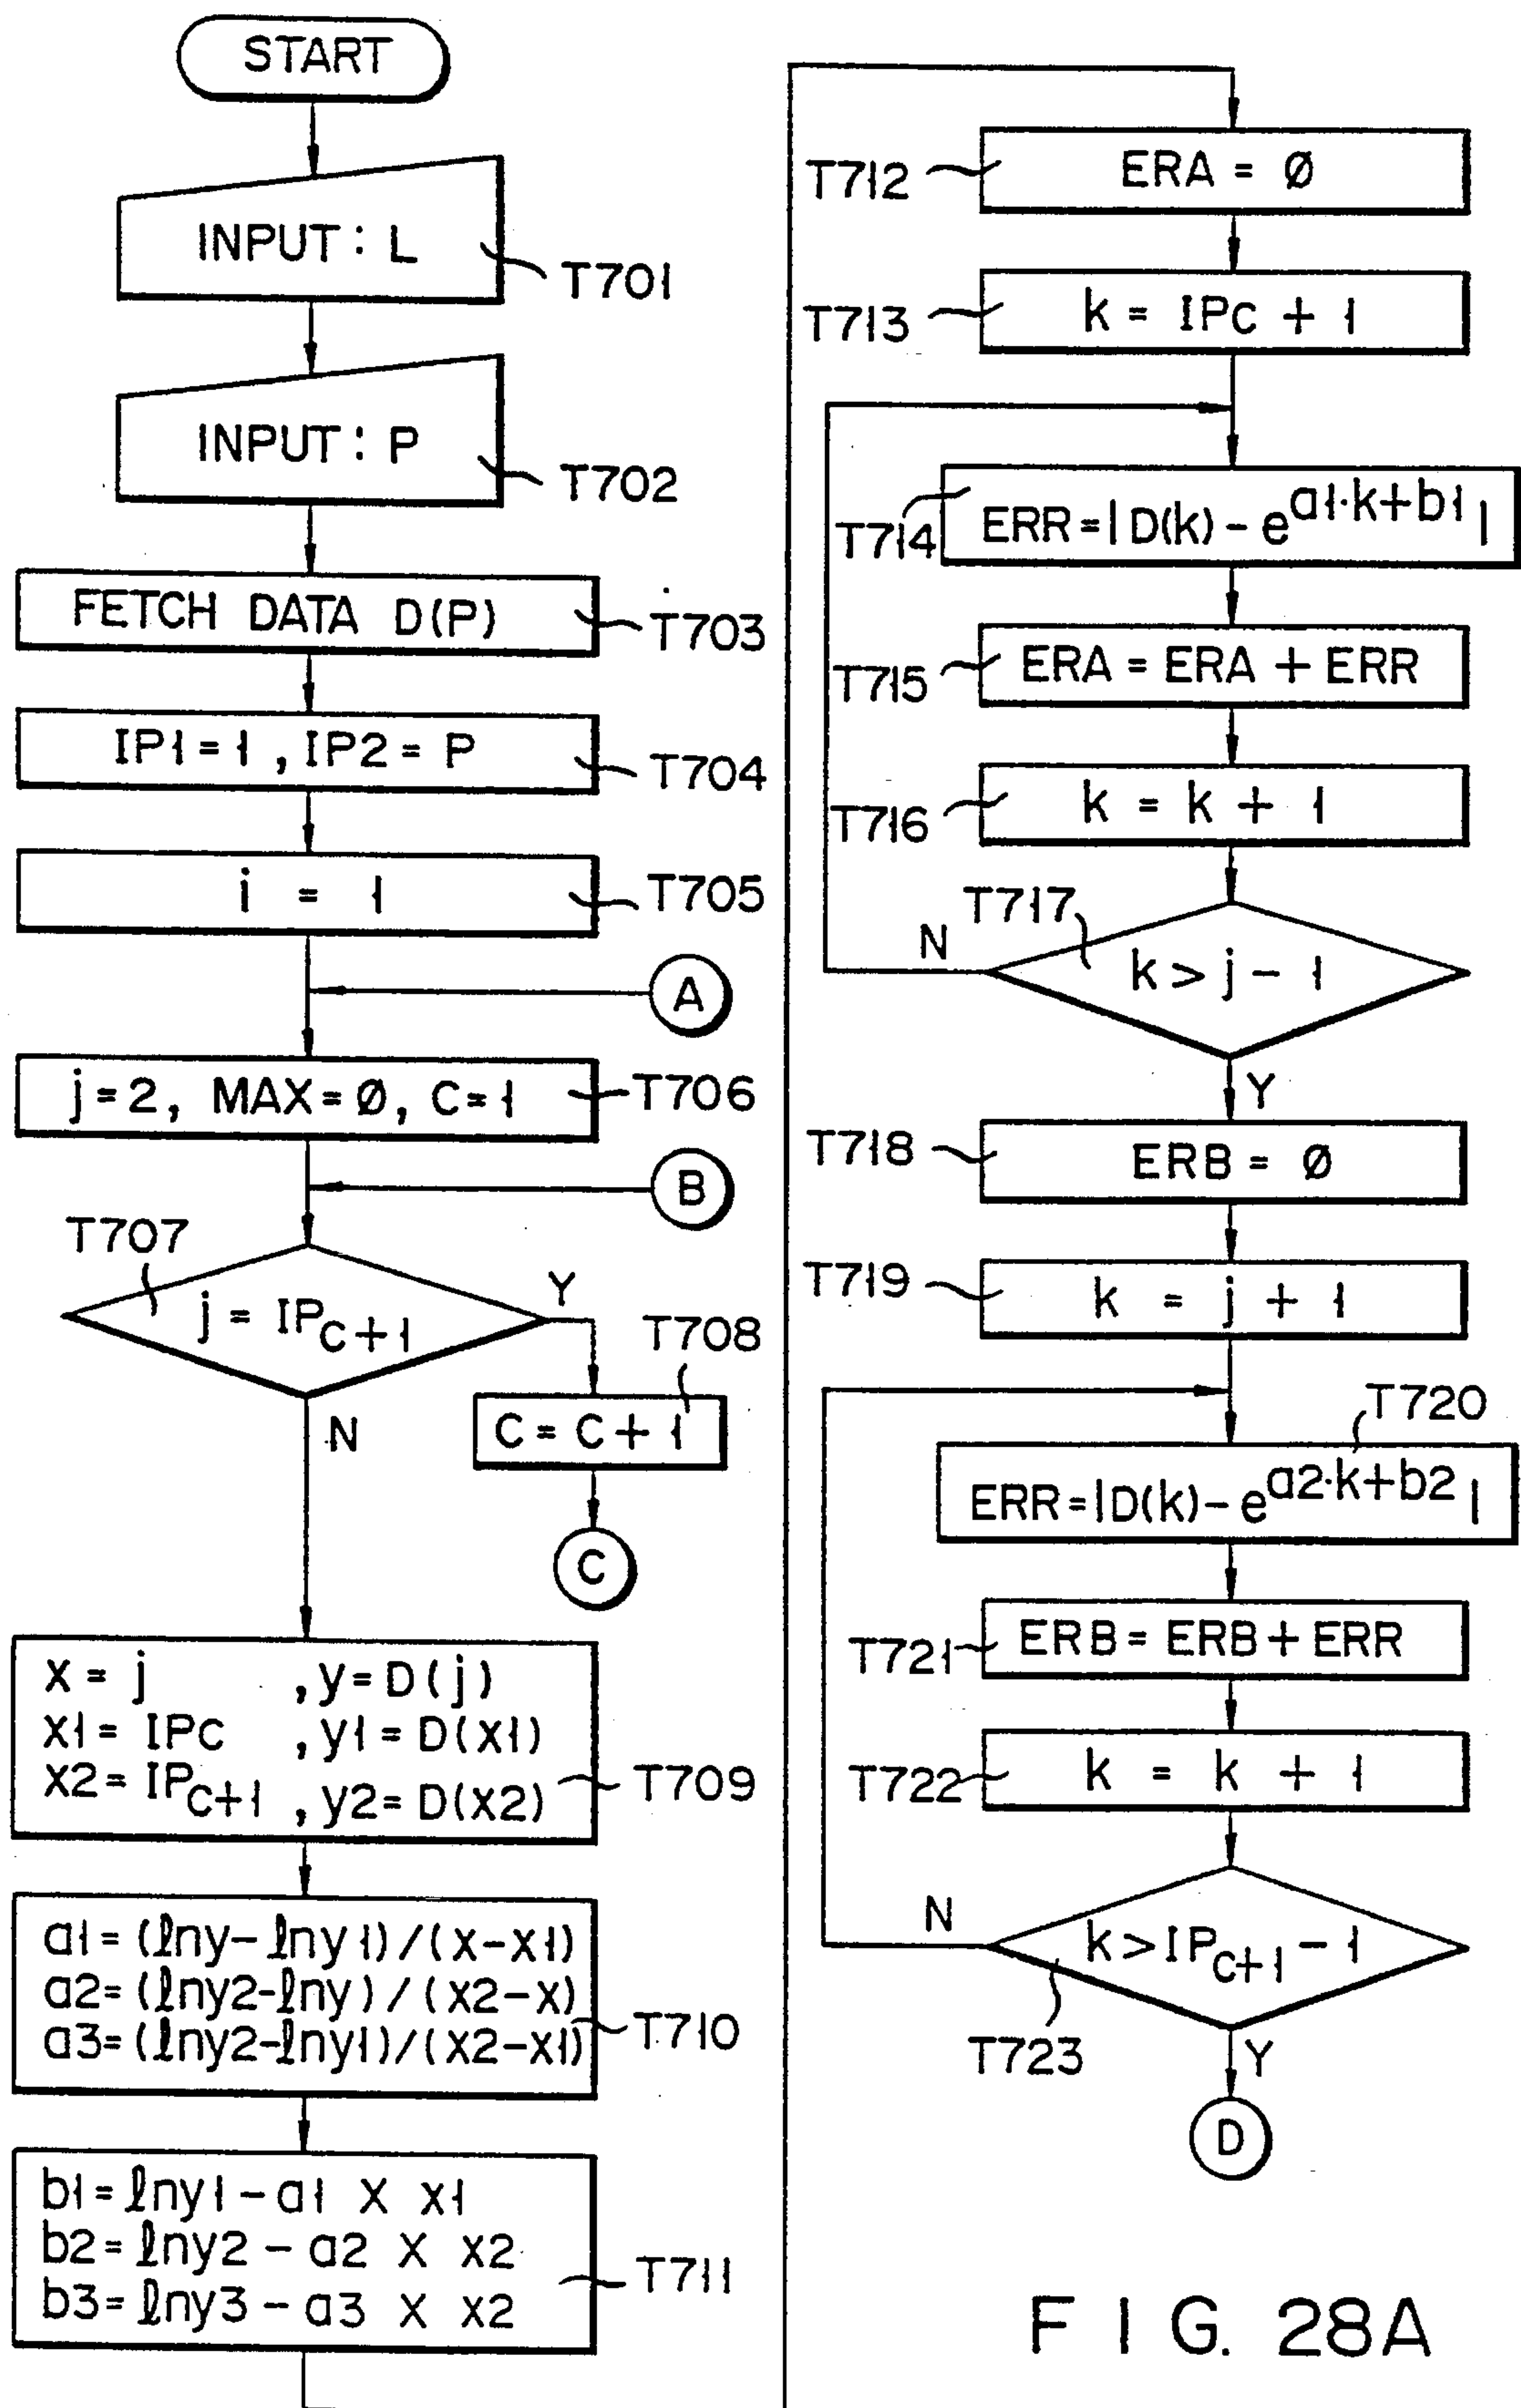 START
INPUT : L
T701
INPUT : P
T702
FETCH DATA D(P)
T703
IP1 = 1 , IP2 = P
T704
i = 1
T705
A
j = 2, MAX = Ø, C = 1
T706
B
T707
j = IPC+1
Y
N
T708
C = C + 1
C
x = j , y = D(j)
x1 = IPC , y1 = D(x1)
x2 = IPC+1 , y2 = D(x2)
T709
a1 = (lny - lny1) / (x - x1)
a2 = (lny2 - lny) / (x2 - x)
a3 = (lny2 - lny1) / (x2 - x1)
T710
b1 = lny1 - a1 X x1
b2 = lny2 - a2 X x2
b3 = lny3 - a3 X x2
T711
T712
ERA = Ø
T713
k = IPC + 1
T714
ERR = |D(k) - e^a1·k+b1|
T715
ERA = ERA + ERR
T716
k = k + 1
T717
N
k > j - 1
Y
T718
ERB = Ø
T719
k = j + 1
T720
ERR = |D(k) - e^a2·k+b2|
T721
ERB = ERB + ERR
T722
k = k + 1
N
k > IPC+1 - 1
T723
Y
D
FIG. 28A